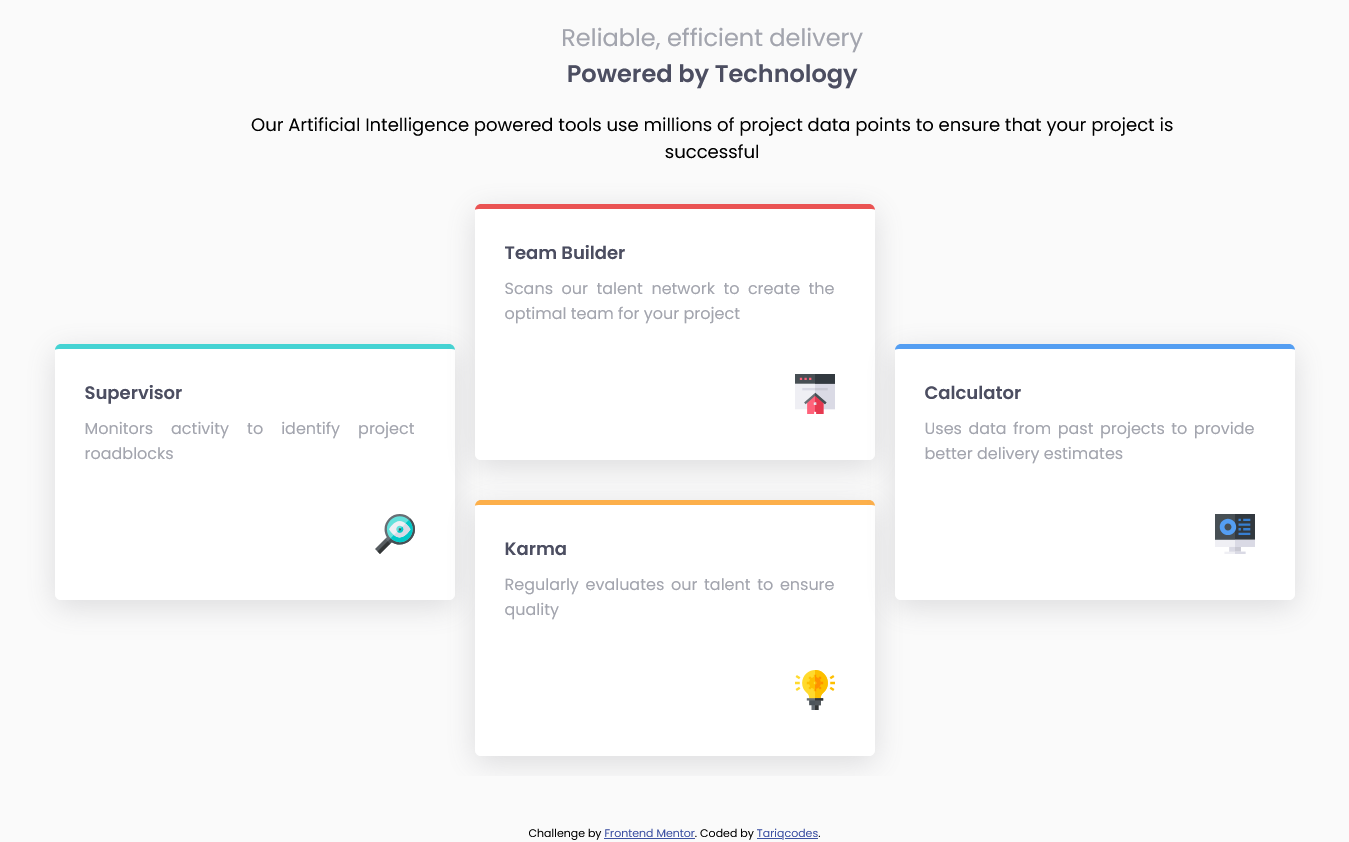 Reliable, efficient delivery
Powered by Technology
Our Artificial Intelligence powered tools use millions of project data points to ensure that your project is
successful
Team Builder
Scans our talent network to create the
optimal team for your project
Supervisor
Monitors activity to identify project
roadblocks
Calculator
Uses data from past projects to provide
better delivery estimates
Karma
Regularly evaluates our talent to ensure
quality
Challenge by Frontend Mentor. Coded by Tariqcodes.